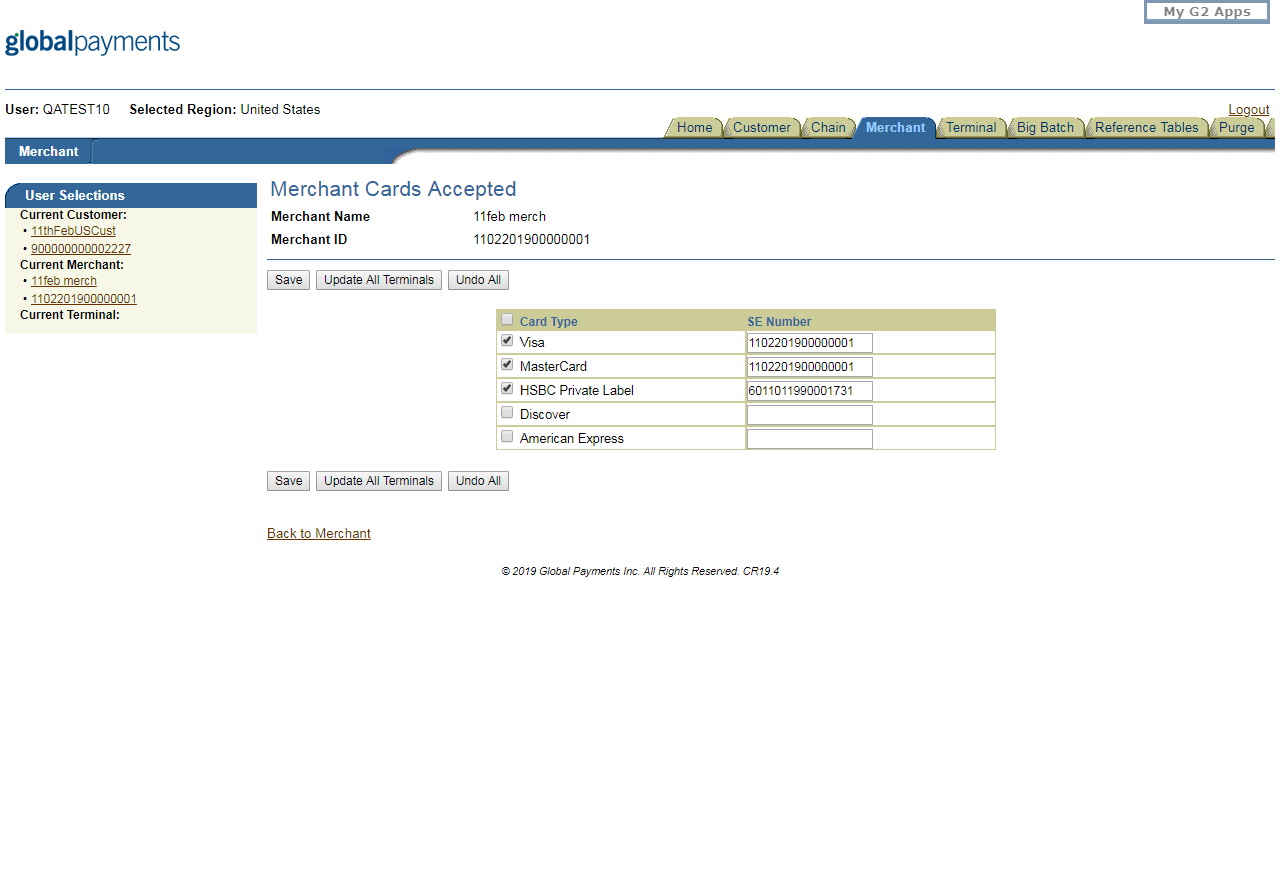 My G2 Apps
globalpayments
User: QATEST10 Selected Region: United States
Logout
Home Customer Chain Merchant Terminal Big Batch Reference Tables Purge
Merchant
User Selections
Current Customer:
• 11thFebUSCust
• 900000000002227
Current Merchant:
• 11feb merch
• 1102201900000001
Current Terminal:
Merchant Cards Accepted
Merchant Name 11feb merch
Merchant ID 1102201900000001
Save Update All Terminals Undo All
Card Type SE Number
Visa 1102201900000001
MasterCard 1102201900000001
HSBC Private Label 6011011990001731
Discover
American Express
Save Update All Terminals Undo All
Back to Merchant
© 2019 Global Payments Inc. All Rights Reserved. CR19.4